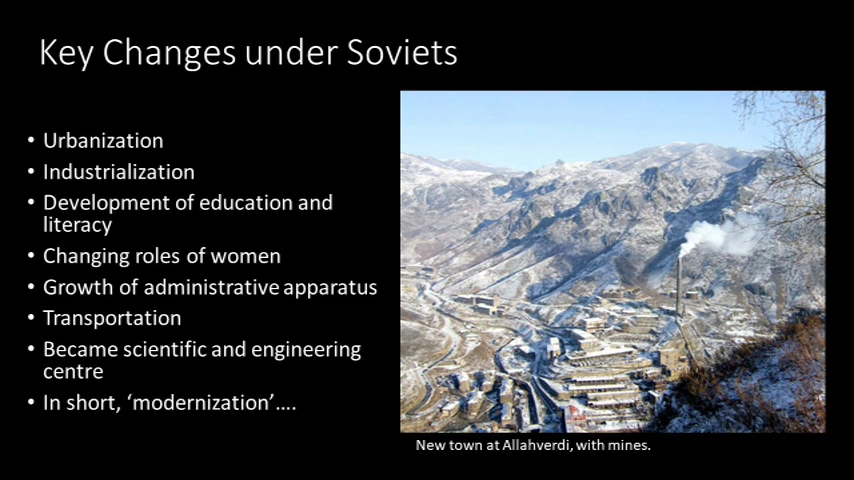 Key Changes under Soviets
• Urbanization
• Industrialization
• Development of education and
literacy
• Changing roles of women
• Growth of administrative apparatus
• Transportation
• Became scientific and engineering
centre
• In short, ‘modernization’....
New town at Allahverdi, with mines.